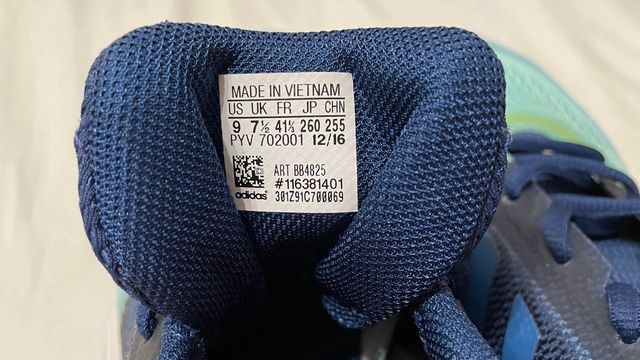 MADE IN VIETNAM
US UK FR JP CHN
9 7½ 41⅓ 260 255
PYV 702001 12/16
ART BB4825
#116381401
adidas 301Z91C700069